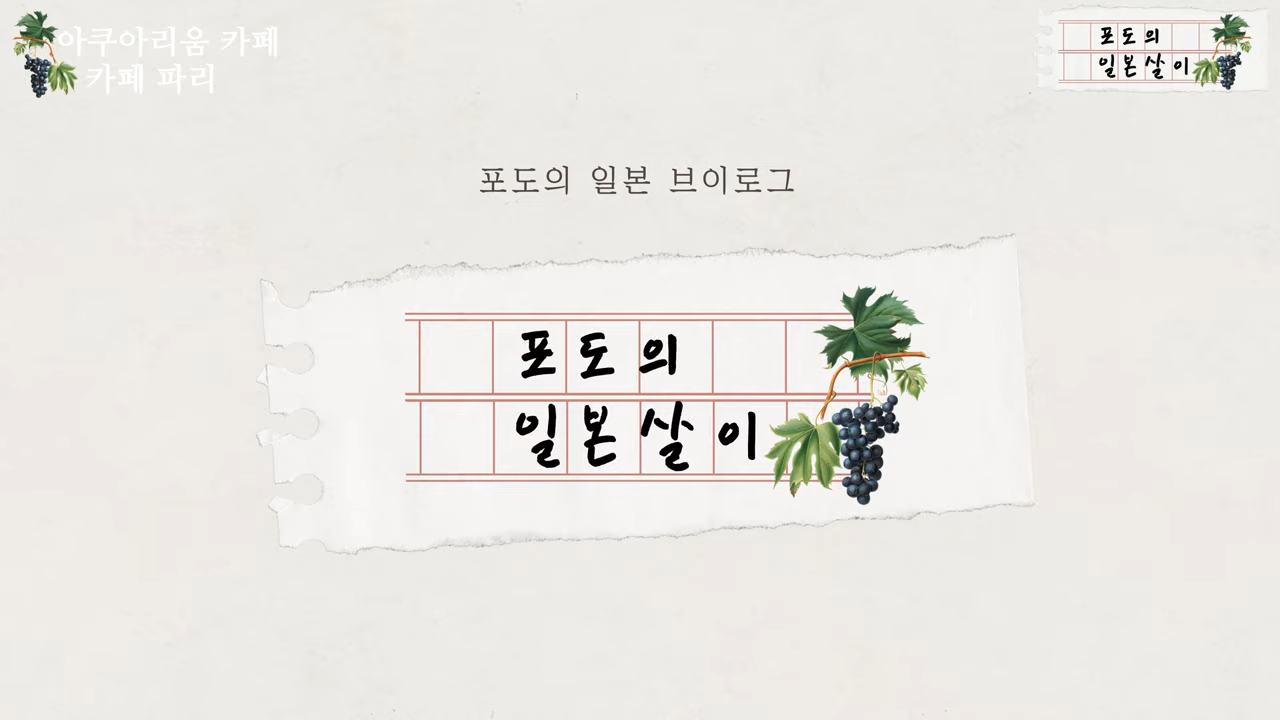 아쿠아리움 카페
카페 파리
포도의
일본살이
포도의 일본 브이로그
포도의
일본살이